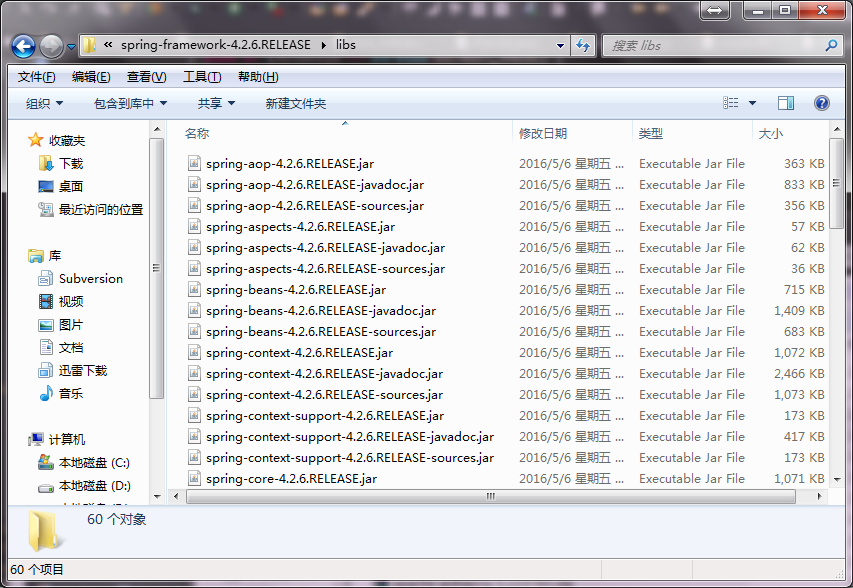 « spring-framework-4.2.6.RELEASE ▸ libs
搜索 libs
文件(F) 编辑(E) 查看(V) 工具(T) 帮助(H)
组织 包含到库中 共享 新建文件夹
收藏夹
下载
桌面
最近访问的位置
库
Subversion
视频
图片
文档
迅雷下载
音乐
计算机
本地磁盘 (C:)
本地磁盘 (D:)
名称 修改日期 类型 大小
spring-aop-4.2.6.RELEASE.jar 2016/5/6 星期五 ... Executable Jar File 363 KB
spring-aop-4.2.6.RELEASE-javadoc.jar 2016/5/6 星期五 ... Executable Jar File 833 KB
spring-aop-4.2.6.RELEASE-sources.jar 2016/5/6 星期五 ... Executable Jar File 356 KB
spring-aspects-4.2.6.RELEASE.jar 2016/5/6 星期五 ... Executable Jar File 57 KB
spring-aspects-4.2.6.RELEASE-javadoc.jar 2016/5/6 星期五 ... Executable Jar File 62 KB
spring-aspects-4.2.6.RELEASE-sources.jar 2016/5/6 星期五 ... Executable Jar File 36 KB
spring-beans-4.2.6.RELEASE.jar 2016/5/6 星期五 ... Executable Jar File 715 KB
spring-beans-4.2.6.RELEASE-javadoc.jar 2016/5/6 星期五 ... Executable Jar File 1,409 KB
spring-beans-4.2.6.RELEASE-sources.jar 2016/5/6 星期五 ... Executable Jar File 683 KB
spring-context-4.2.6.RELEASE.jar 2016/5/6 星期五 ... Executable Jar File 1,072 KB
spring-context-4.2.6.RELEASE-javadoc.jar 2016/5/6 星期五 ... Executable Jar File 2,466 KB
spring-context-4.2.6.RELEASE-sources.jar 2016/5/6 星期五 ... Executable Jar File 1,073 KB
spring-context-support-4.2.6.RELEASE.jar 2016/5/6 星期五 ... Executable Jar File 173 KB
spring-context-support-4.2.6.RELEASE-javadoc.jar 2016/5/6 星期五 ... Executable Jar File 417 KB
spring-context-support-4.2.6.RELEASE-sources.jar 2016/5/6 星期五 ... Executable Jar File 173 KB
spring-core-4.2.6.RELEASE.jar 2016/5/6 星期五 ... Executable Jar File 1,071 KB
60 个对象
60 个项目